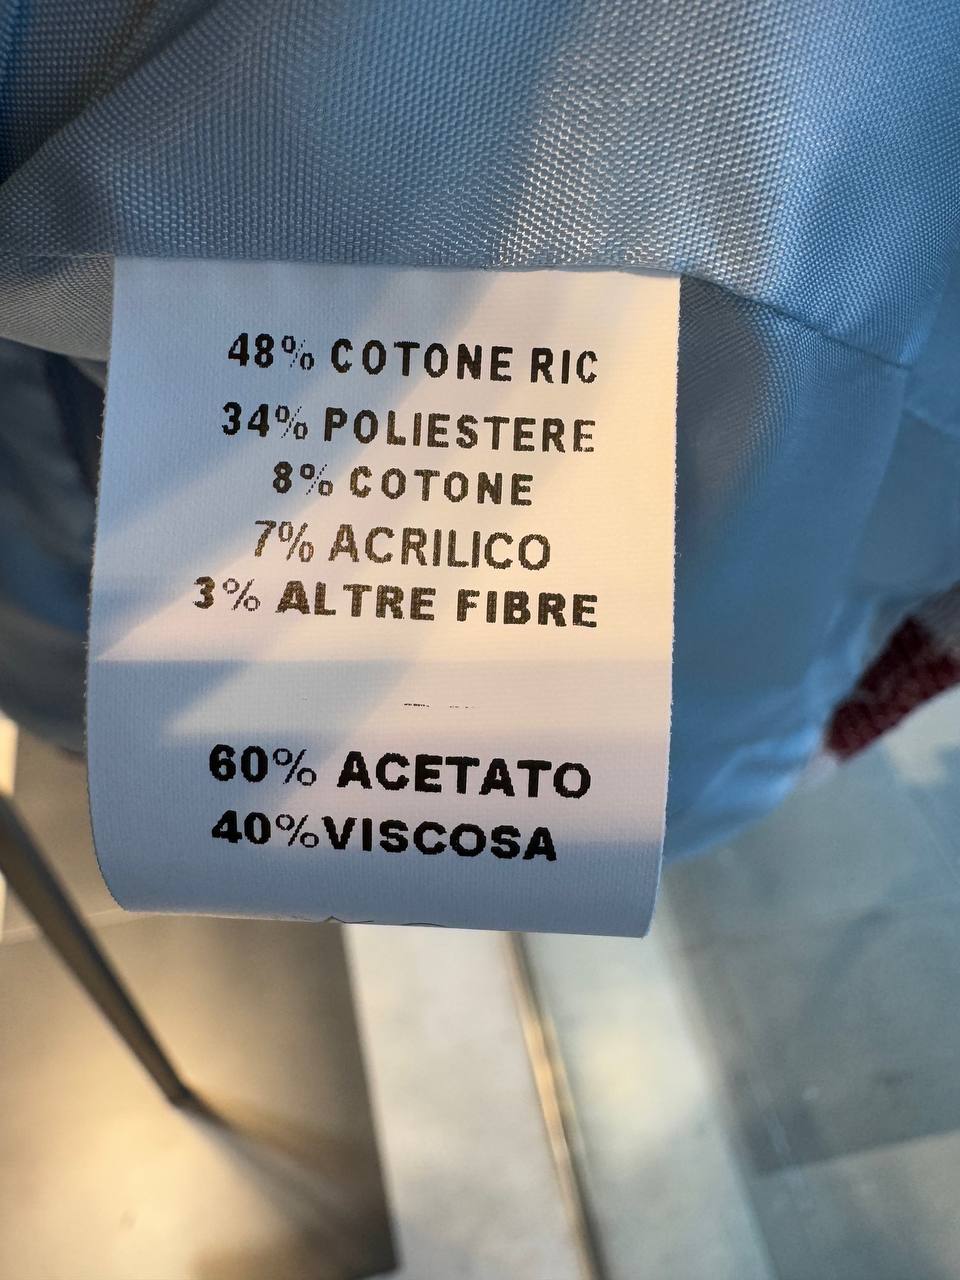 48% COTONE RIC
34% POLIESTERE
8% COTONE
7% ACRILICO
3% ALTRE FIBRE
60% ACETATO
40%VISCOSA